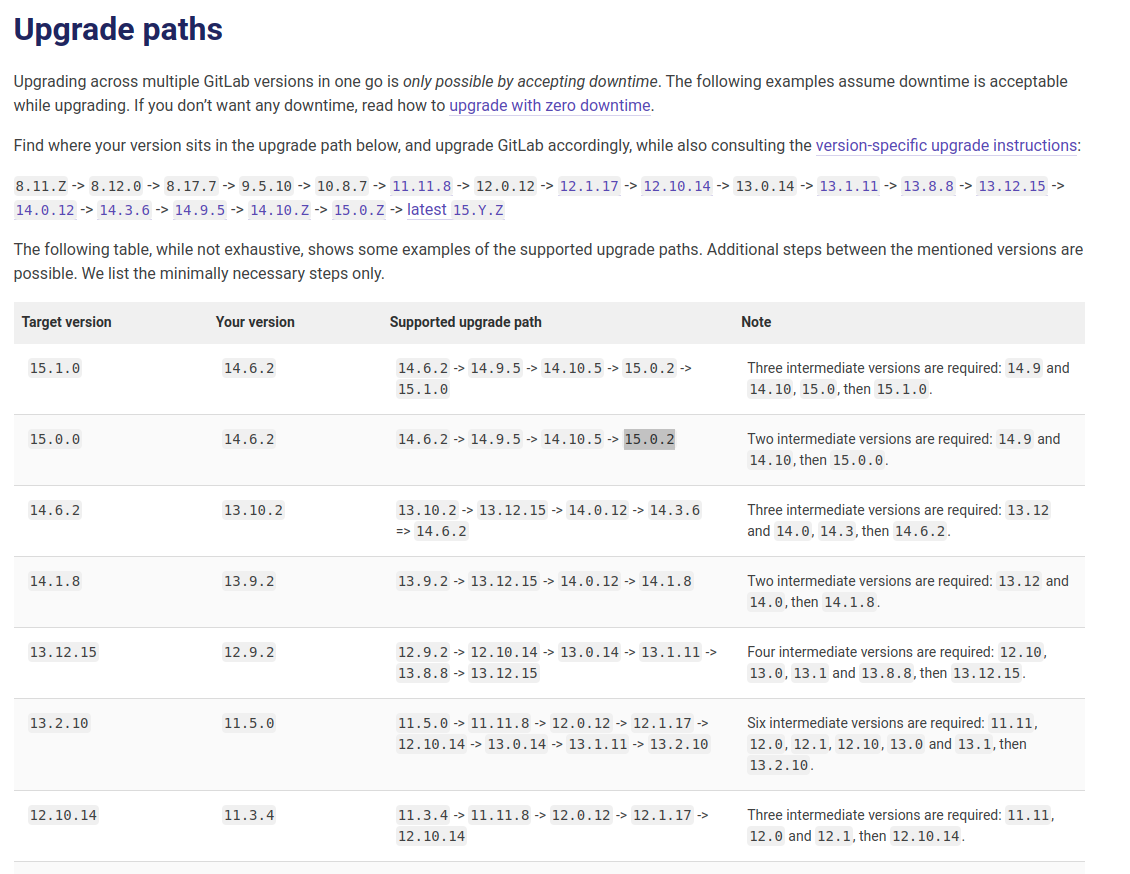 Upgrade paths
Upgrading across multiple GitLab versions in one go is only possible by accepting downtime. The following examples assume downtime is acceptable
while upgrading. If you don’t want any downtime, read how to upgrade with zero downtime.
Find where your version sits in the upgrade path below, and upgrade GitLab accordingly, while also consulting the version-specific upgrade instructions:
8.11.Z -> 8.12.0 -> 8.17.7 -> 9.5.10 -> 10.8.7 -> 11.11.8 -> 12.0.12 -> 12.1.17 -> 12.10.14 -> 13.0.14 -> 13.1.11 -> 13.8.8 -> 13.12.15 ->
14.0.12 -> 14.3.6 -> 14.9.5 -> 14.10.Z -> 15.0.Z -> latest 15.Y.Z
The following table, while not exhaustive, shows some examples of the supported upgrade paths. Additional steps between the mentioned versions are
possible. We list the minimally necessary steps only.
Target version Your version Supported upgrade path Note
15.1.0 14.6.2 14.6.2 -> 14.9.5 -> 14.10.5 -> 15.0.2 -> Three intermediate versions are required: 14.9 and
15.1.0 14.10, 15.0, then 15.1.0.
15.0.0 14.6.2 14.6.2 -> 14.9.5 -> 14.10.5 -> 15.0.2 Two intermediate versions are required: 14.9 and
14.10, then 15.0.0.
14.6.2 13.10.2 13.10.2 -> 13.12.15 -> 14.0.12 -> 14.3.6 Three intermediate versions are required: 13.12
=> 14.6.2 and 14.0, 14.3, then 14.6.2.
14.1.8 13.9.2 13.9.2 -> 13.12.15 -> 14.0.12 -> 14.1.8 Two intermediate versions are required: 13.12 and
14.0, then 14.1.8.
13.12.15 12.9.2 12.9.2 -> 12.10.14 -> 13.0.14 -> 13.1.11 -> Four intermediate versions are required: 12.10,
13.8.8 -> 13.12.15 13.0, 13.1 and 13.8.8, then 13.12.15.
13.2.10 11.5.0 11.5.0 -> 11.11.8 -> 12.0.12 -> 12.1.17 -> Six intermediate versions are required: 11.11,
12.10.14 -> 13.0.14 -> 13.1.11 -> 13.2.10 12.0, 12.1, 12.10, 13.0 and 13.1, then
13.2.10.
12.10.14 11.3.4 11.3.4 -> 11.11.8 -> 12.0.12 -> 12.1.17 -> Three intermediate versions are required: 11.11,
12.10.14 12.0 and 12.1, then 12.10.14.